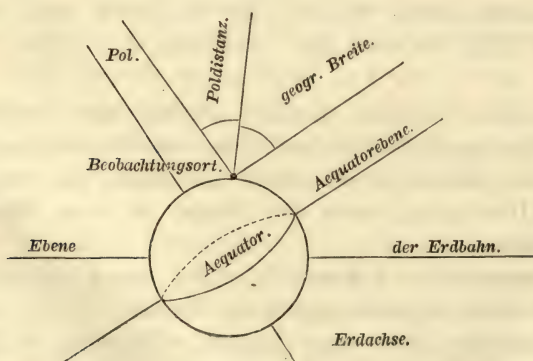 Pol.
Poldistanz.
geogr. Breite.
Beobachtungsort.
Aequatorebene.
Ebene
Aequator.
der Erdbahn.
Erdachse.